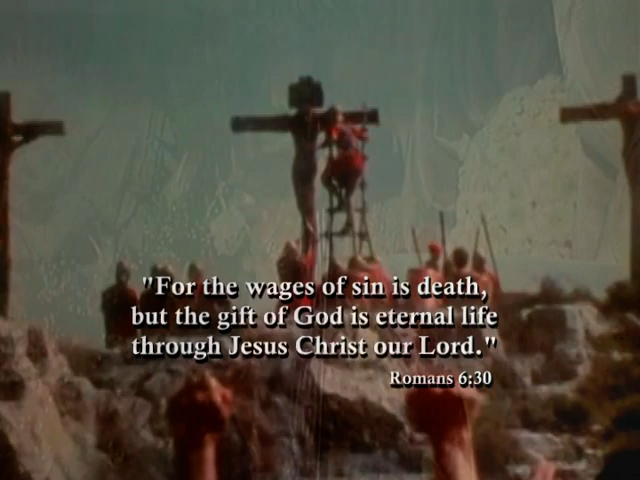 "For the wages of sin is death,
but the gift of God is eternal life
through Jesus Christ our Lord."
Romans 6:30